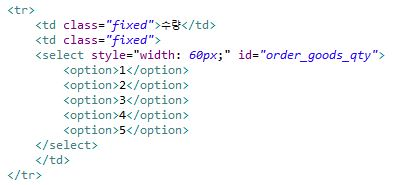 <tr>
    <td class="fixed">수량</td>
    <td class="fixed">
    <select style="width: 60px;" id="order_goods_qty">
        <option>1</option>
        <option>2</option>
        <option>3</option>
        <option>4</option>
        <option>5</option>
    </select>
    </td>
</tr>